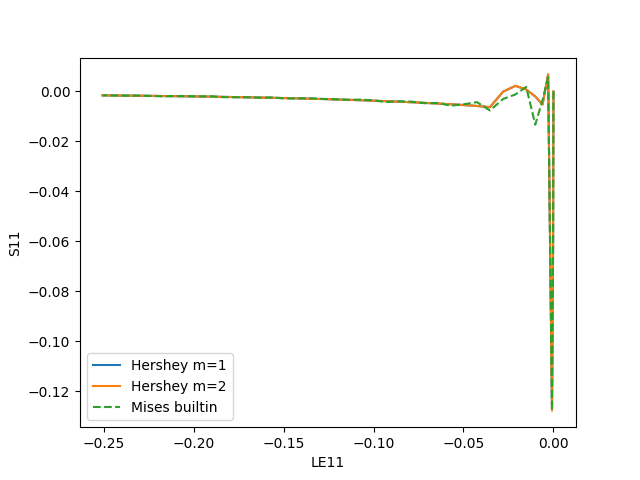 0.00
−0.02
−0.04
−0.06
−0.08
−0.10
−0.12
S11
Hershey m=1
Hershey m=2
Mises builtin
−0.25
−0.20
−0.15
−0.10
−0.05
0.00
LE11